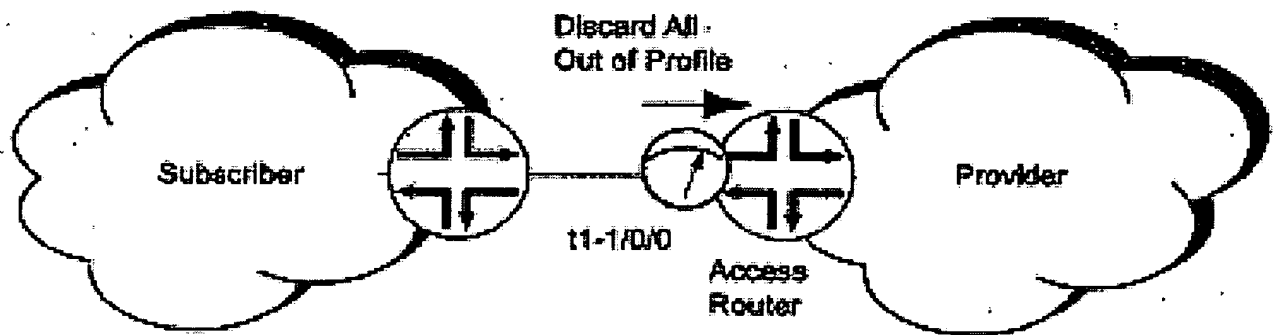 Discard All
Out of Profile
Subscriber
Provider
t1-1/0/0
Access
Router